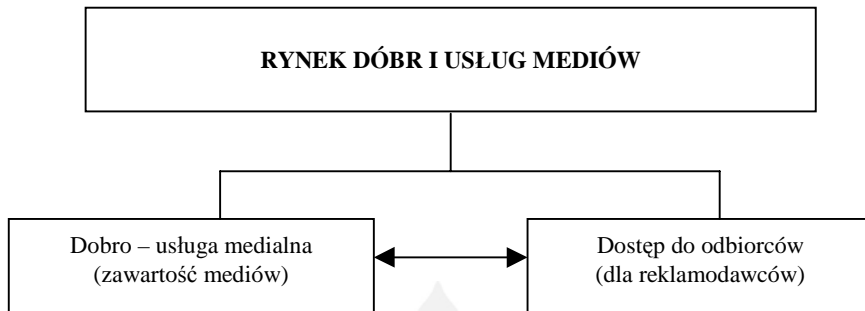 RYNEK DÓBR I USŁUG MEDIÓW
Dobro – usługa medialna
(zawartość mediów)
Dostęp do odbiorców
(dla reklamodawców)